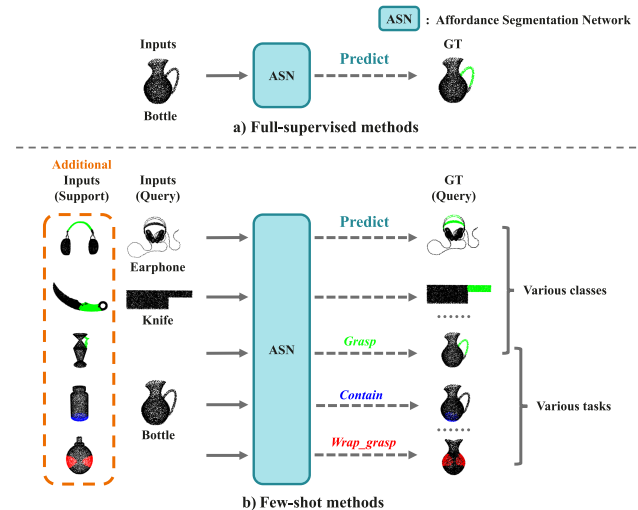 ASN : Affordance Segmentation Network
Inputs
GT
ASN
Predict
Bottle
a) Full-supervised methods
Additional
Inputs
(Support)
Inputs
(Query)
GT
(Query)
Predict
Earphone
Various classes
Knife
ASN
Grasp
Contain
Various tasks
Bottle
Wrap_grasp
b) Few-shot methods